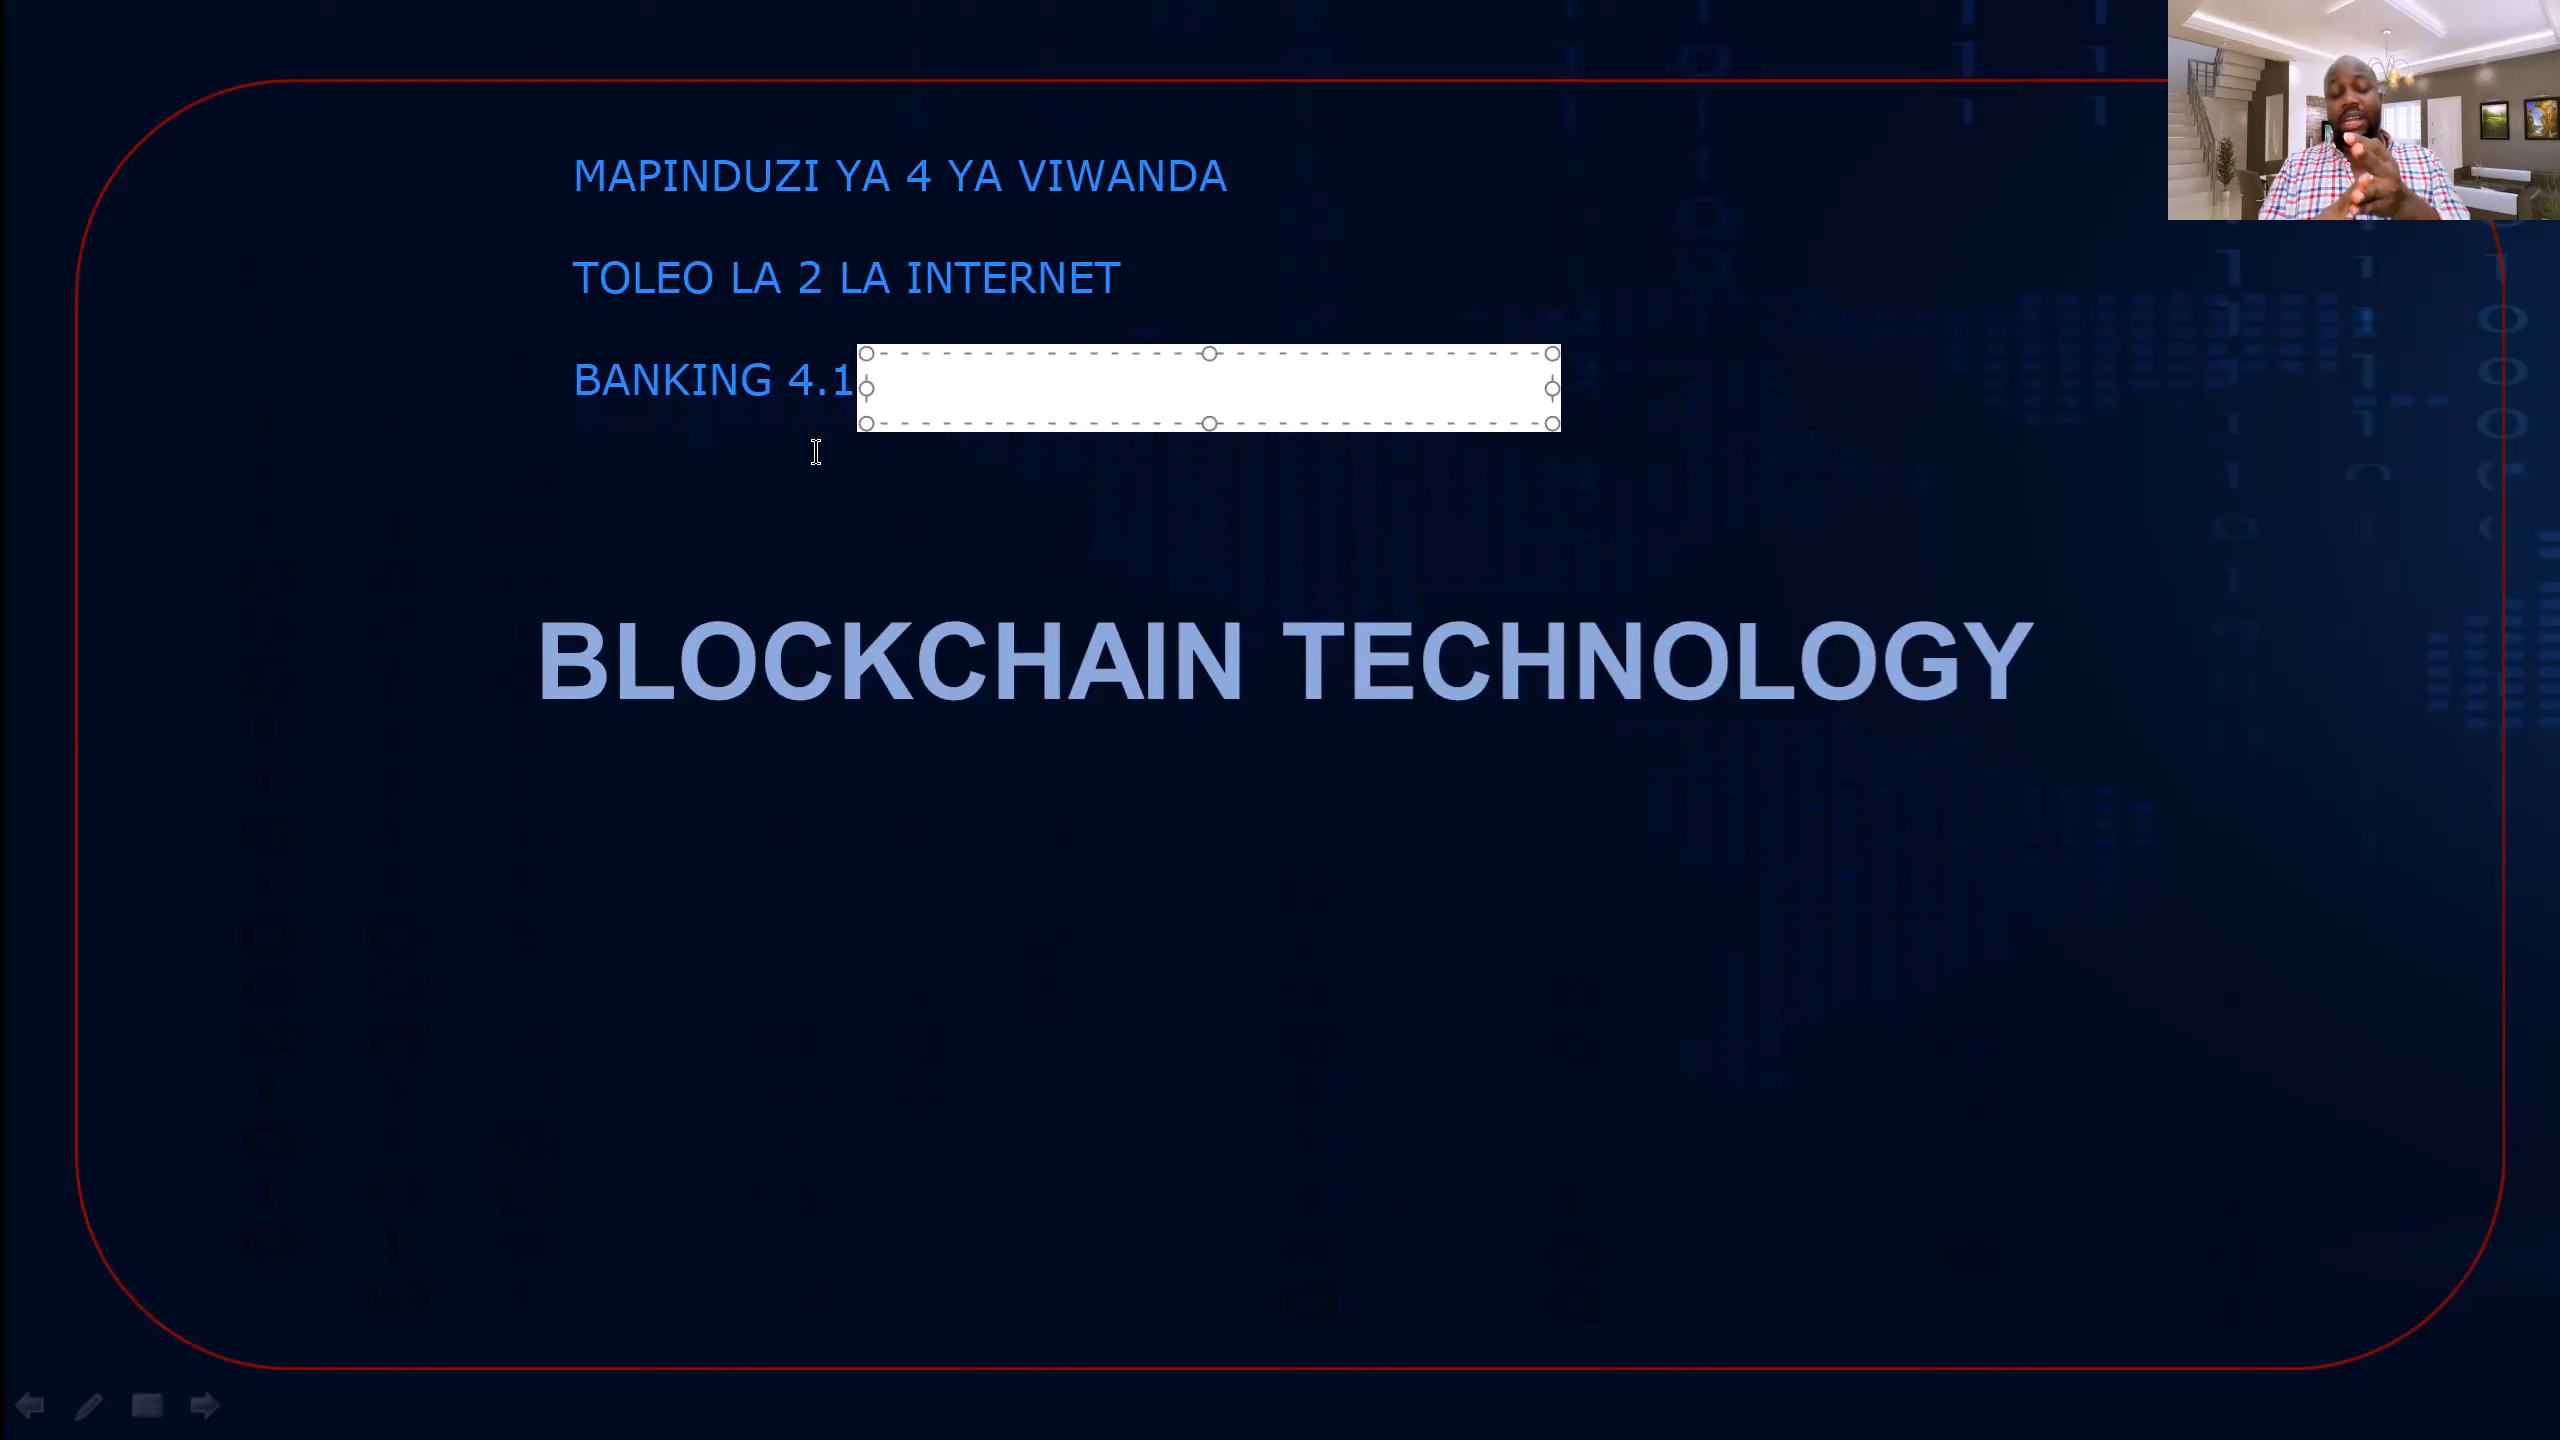 MAPINDUZI YA 4 YA VIWANDA
TOLEO LA 2 LA INTERNET
BANKING 4.1
BLOCKCHAIN TECHNOLOGY